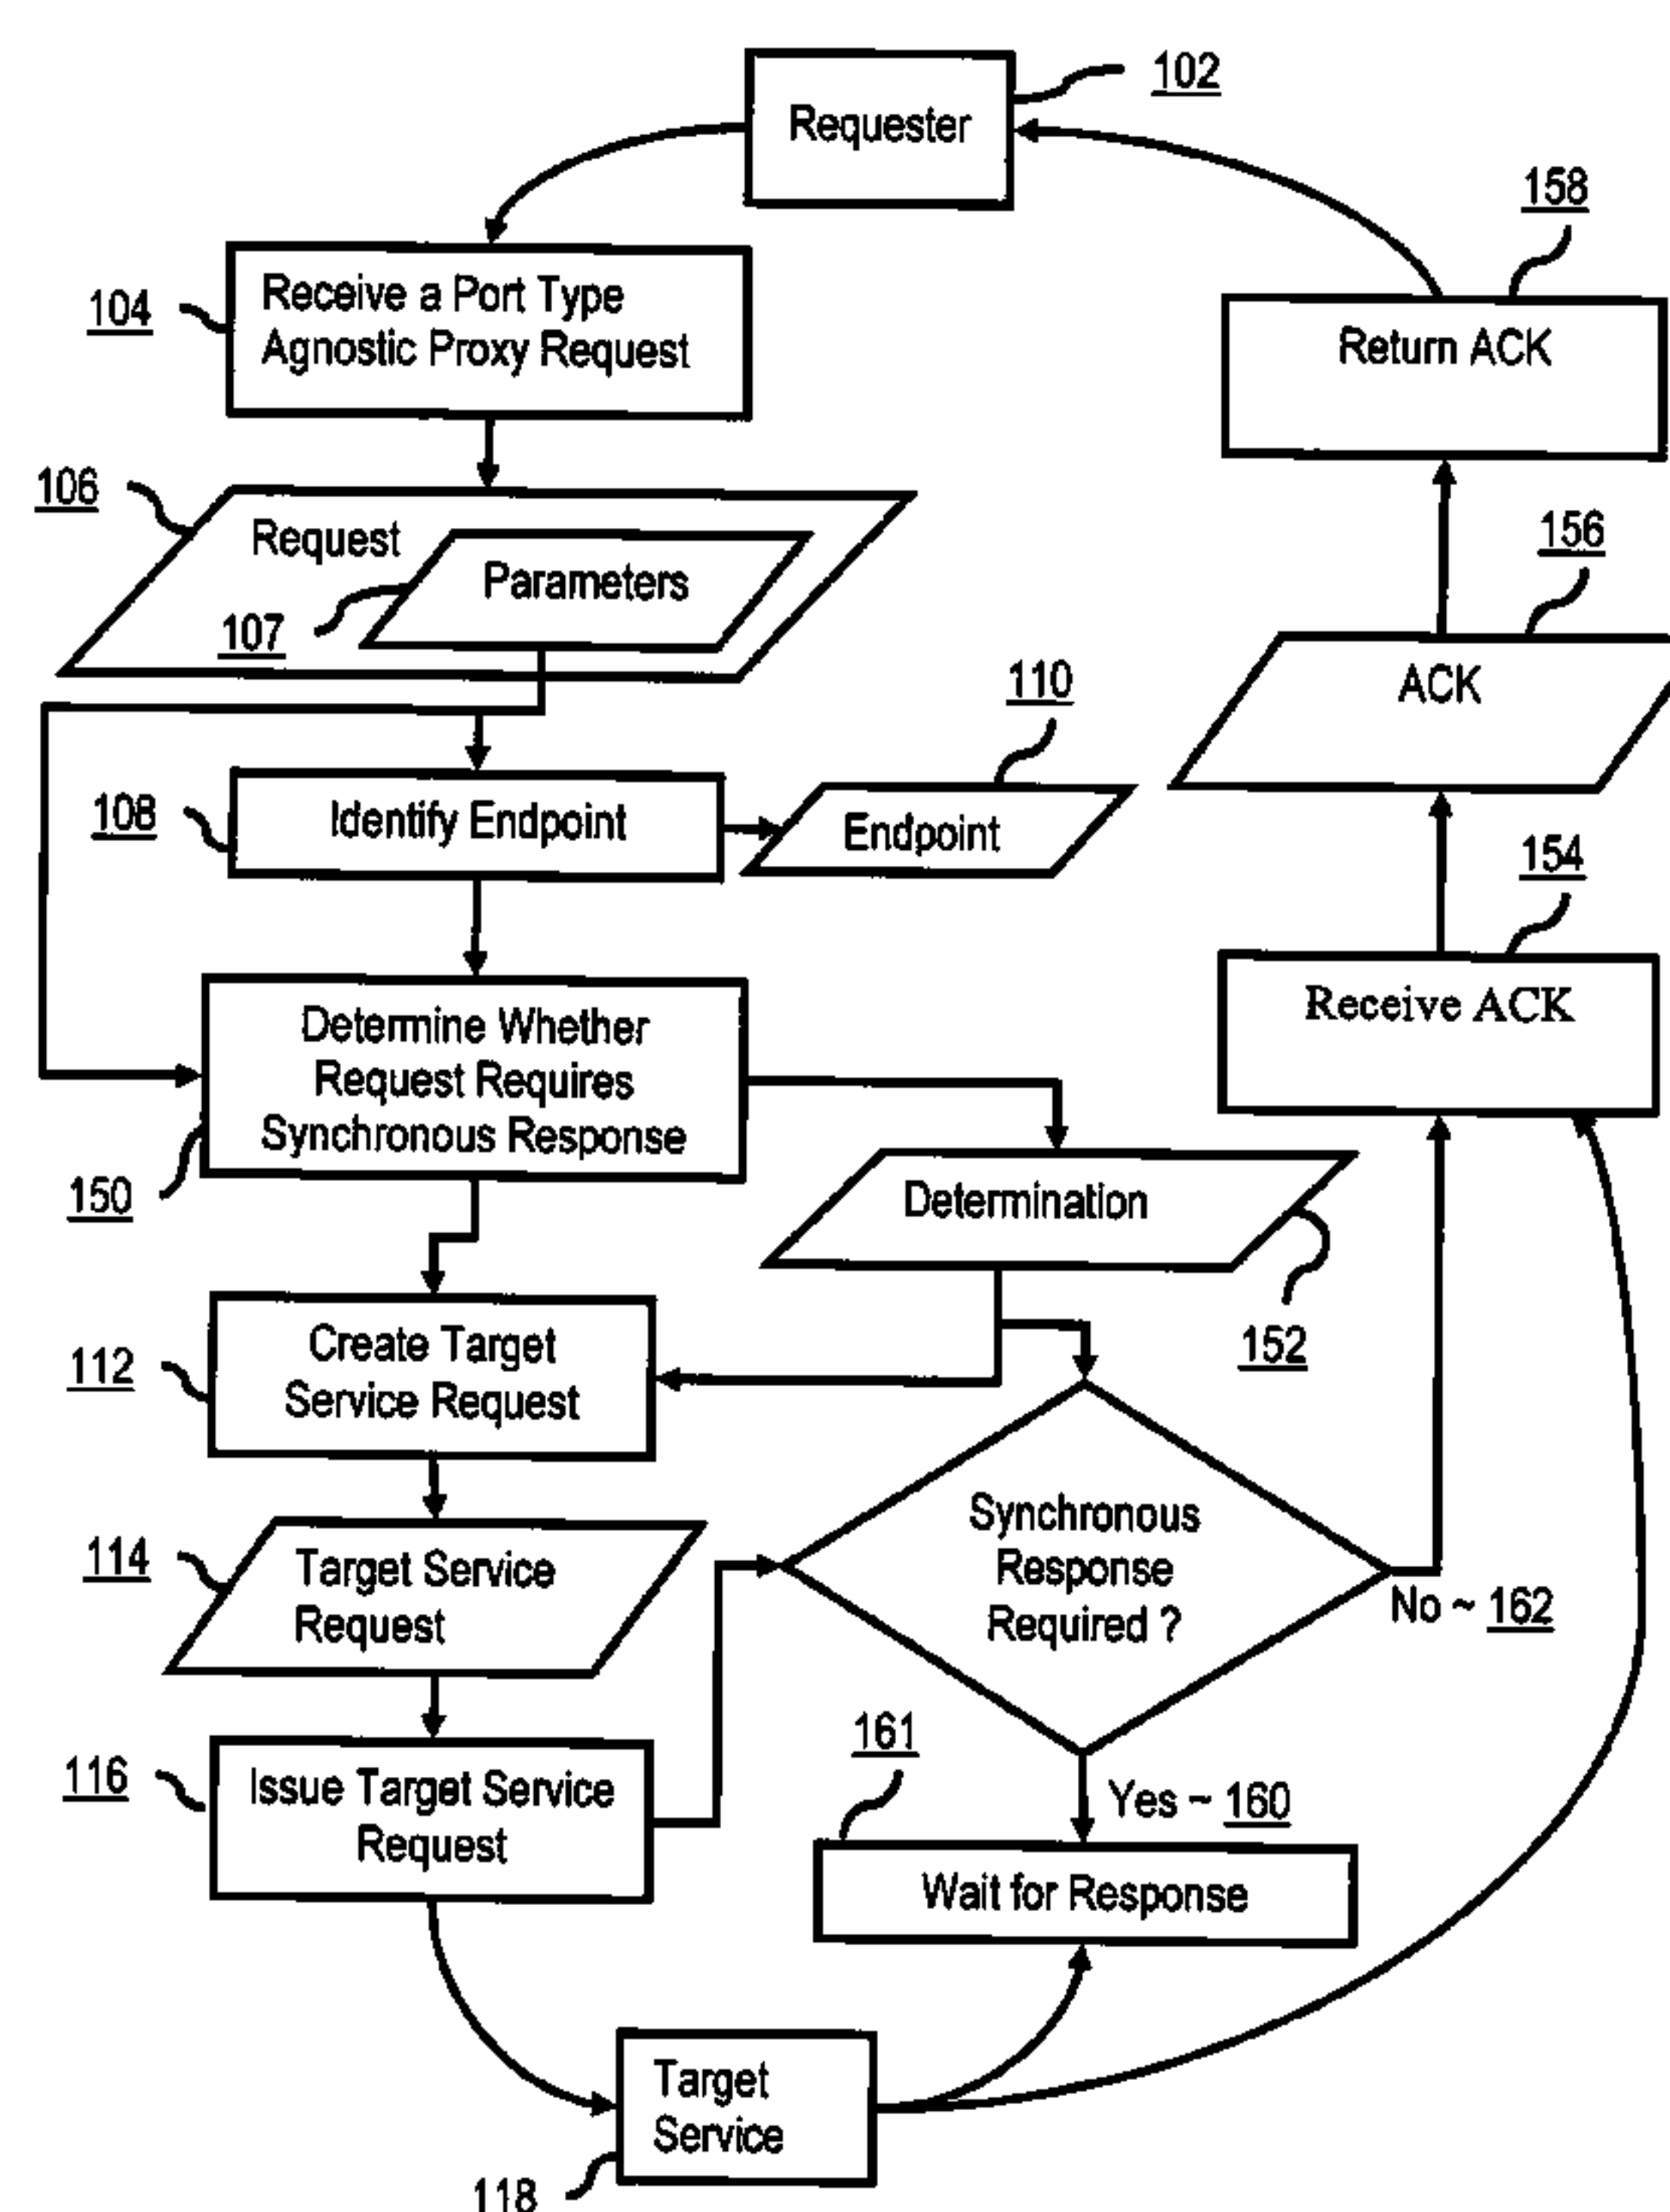 Requester
102
158
Receive a Port Type
Agnostic Proxy Request
104
Return ACK
106
Request
Parameters
107
156
ACK
110
108
Identify Endpoint
Endpoint
154
Receive ACK
Determine Whether
Request Requires
Synchronous Response
150
Determination
152
Create Target
Service Request
112
Synchronous
Response
Required ?
No ~ 162
114
Target Service
Request
161
Yes ~ 160
116
Issue Target Service
Request
Wait for Response
Target
Service
118